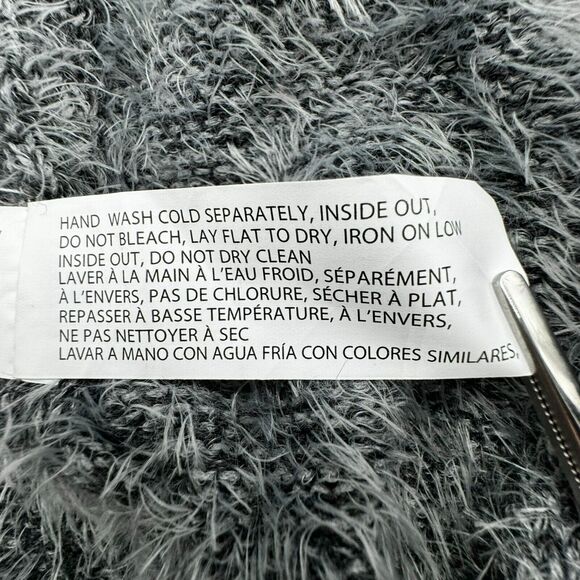 HAND WASH COLD SEPARATELY, INSIDE OUT,
DO NOT BLEACH, LAY FLAT TO DRY, IRON ON LOW
INSIDE OUT, DO NOT DRY CLEAN
LAVER À LA MAIN À L'EAU FROID, SÉPARÉMENT,
À L'ENVERS, PAS DE CHLORURE, SÉCHER À PLAT,
REPASSER À BASSE TEMPÉRATURE, À L'ENVERS,
NE PAS NETTOYER À SEC
LAVAR A MANO CON AGUA FRÍA CON COLORES SIMILARES,